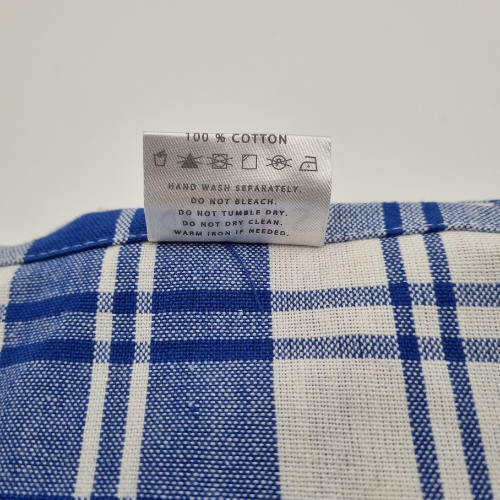 100 % COTTON
HAND WASH SEPARATELY.
DO NOT BLEACH.
DO NOT TUMBLE DRY.
DO NOT DRY CLEAN.
WARM IRON IF NEEDED.